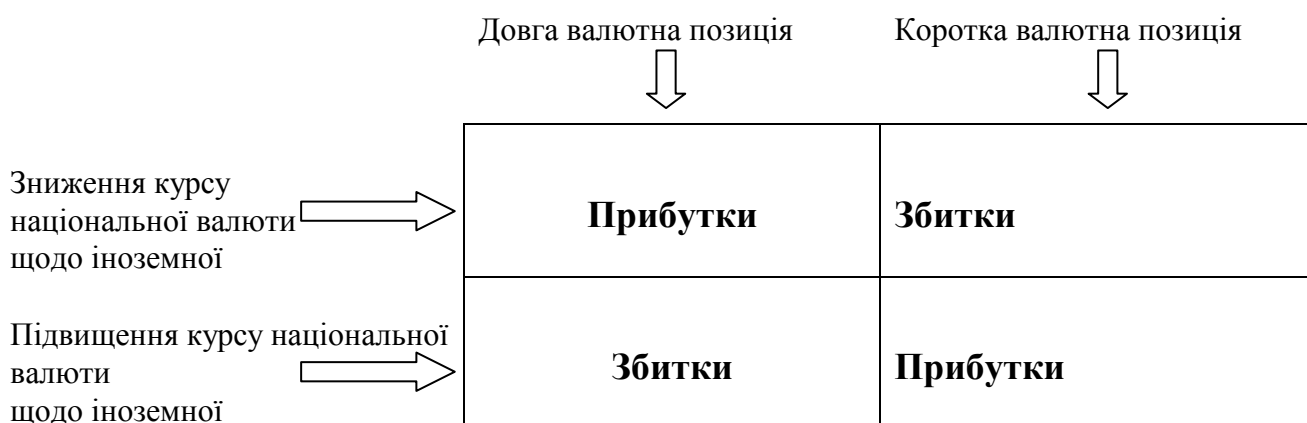 Довга валютна позиція
Коротка валютна позиція
Зниження курсу
національної валюти
щодо іноземної
Прибутки
Збитки
Підвищення курсу національної
валюти
щодо іноземної
Збитки
Прибутки